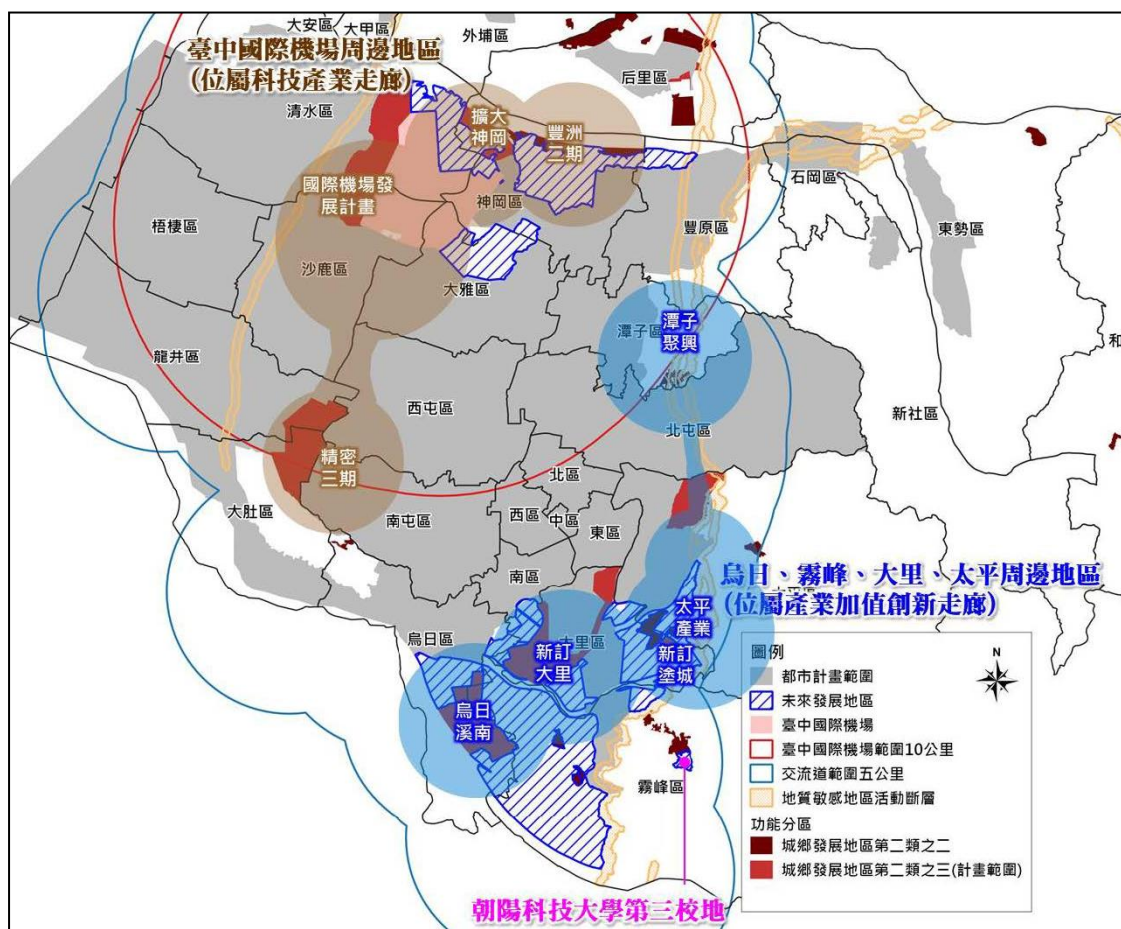 大安區
大甲區
外埔區
臺中國際機場周邊地區
(位屬科技產業走廊)
后里區
清水區
擴大
神岡
豐洲
二期
石岡區
國際機場發
展計畫
神岡區
梧棲區
豐原區
東勢區
沙鹿區
大雅區
潭子區
潭子
聚興
和
龍井區
西屯區
新社區
北屯區
精密
三期
北區
大肚區
南屯區
西區
中區
東區
南區
烏日、霧峰、大里、太平周邊地區
(位屬產業加值創新走廊)
太平
產業
烏日區
大里區
新訂
大里
新訂
塗城
烏日
溪南
霧峰區
圖例
N
都市計畫範圍
未來發展地區
臺中國際機場
臺中國際機場範圍10公里
交流道範圍五公里
地質敏感地區活動斷層
功能分區
城鄉發展地區第二類之二
城鄉發展地區第二類之三(計畫範圍)
朝陽科技大學第三校地